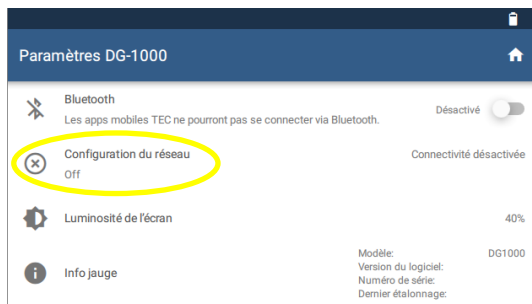 Paramètres DG-1000
Bluetooth
Les apps mobiles TEC ne pourront pas se connecter via Bluetooth.
Désactivé
Configuration du réseau
Off
Connectivité désactivée
Luminosité de l'écran
40%
Info jauge
Modèle: DG1000
Version du logiciel:
Numéro de série:
Dernier étalonnage: